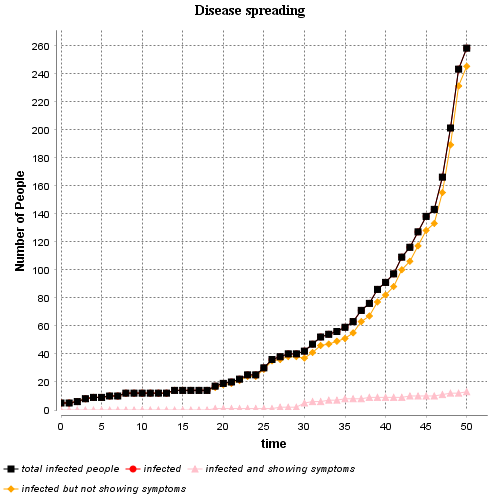 Disease spreading
Number of People
260
240
220
200
180
160
140
120
100
80
60
40
20
0
0 5 10 15 20 25 30 35 40 45 50
time
total infected people infected infected and showing symptoms
infected but not showing symptoms